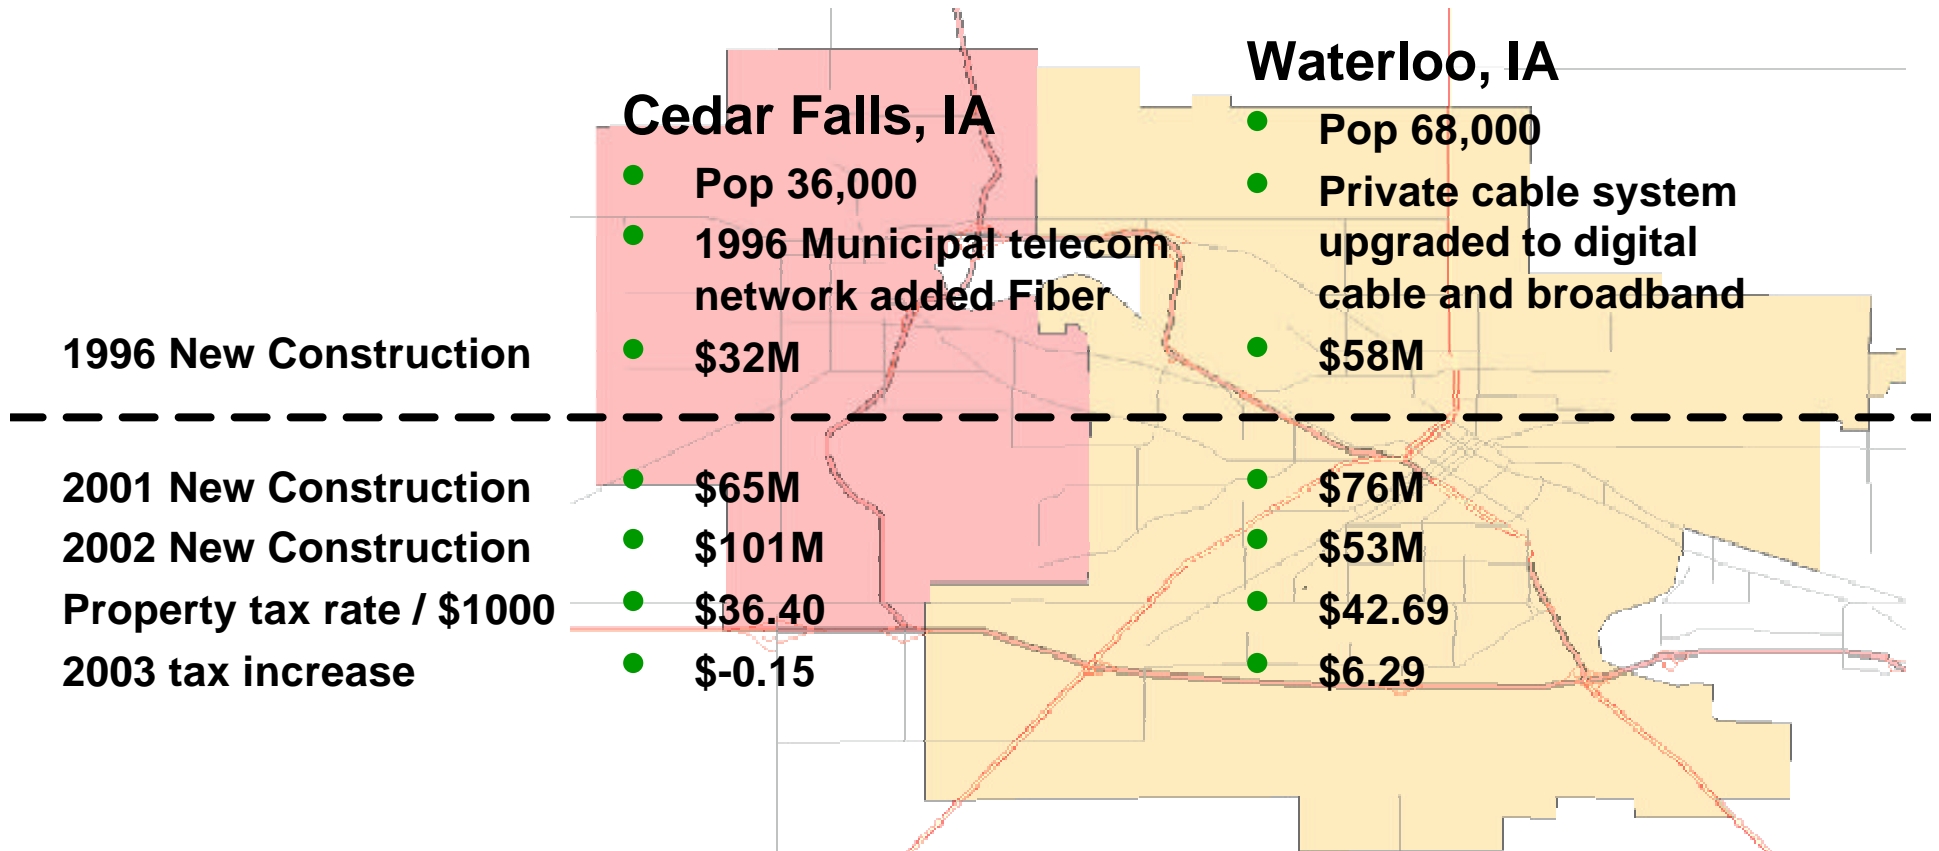 Waterloo, IA
Cedar Falls, IA
• Pop 68,000
• Pop 36,000
• Private cable system
upgraded to digital
cable and broadband
• 1996 Municipal telecom
network added Fiber
1996 New Construction • $32M • $58M
2001 New Construction • $65M • $76M
2002 New Construction • $101M • $53M
Property tax rate / $1000 • $36.40 • $42.69
2003 tax increase • $-0.15 • $6.29